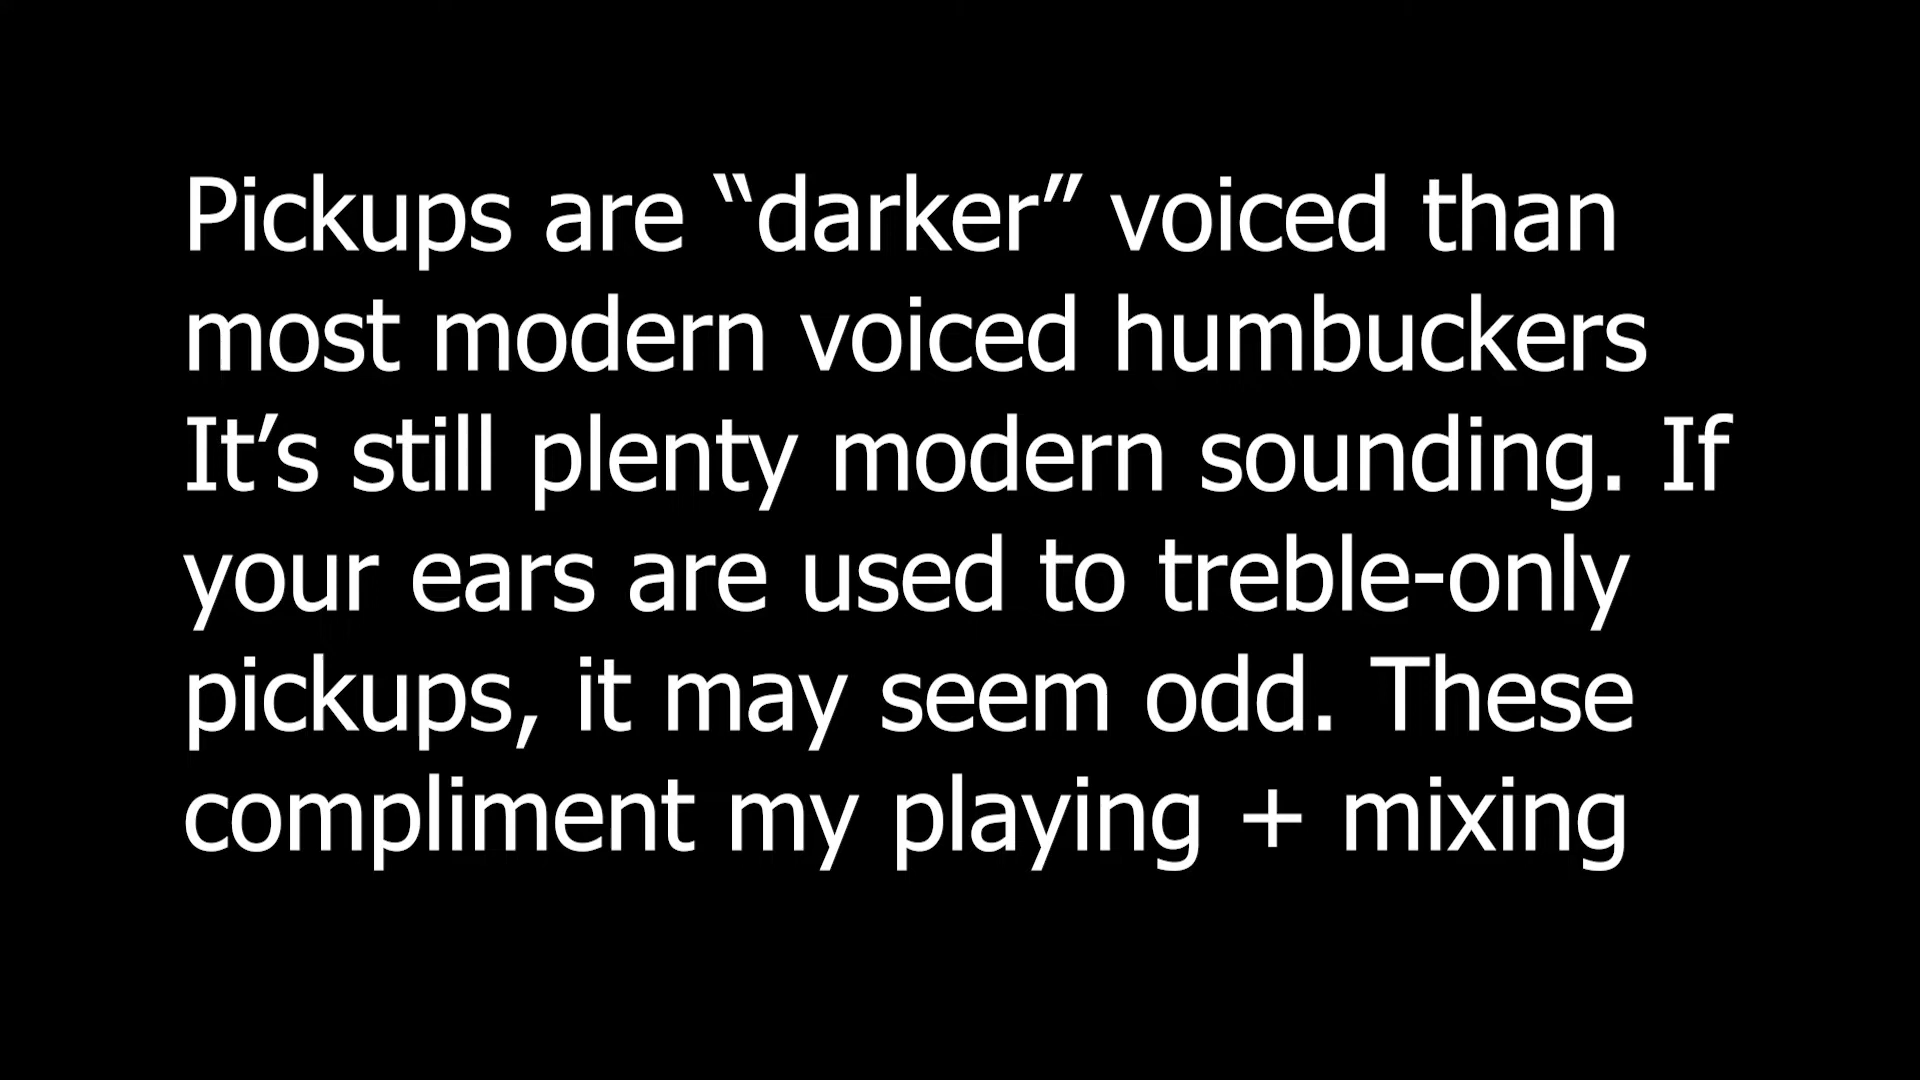 Pickups are “darker” voiced than
most modern voiced humbuckers
It’s still plenty modern sounding. If
your ears are used to treble-only
pickups, it may seem odd. These
compliment my playing + mixing